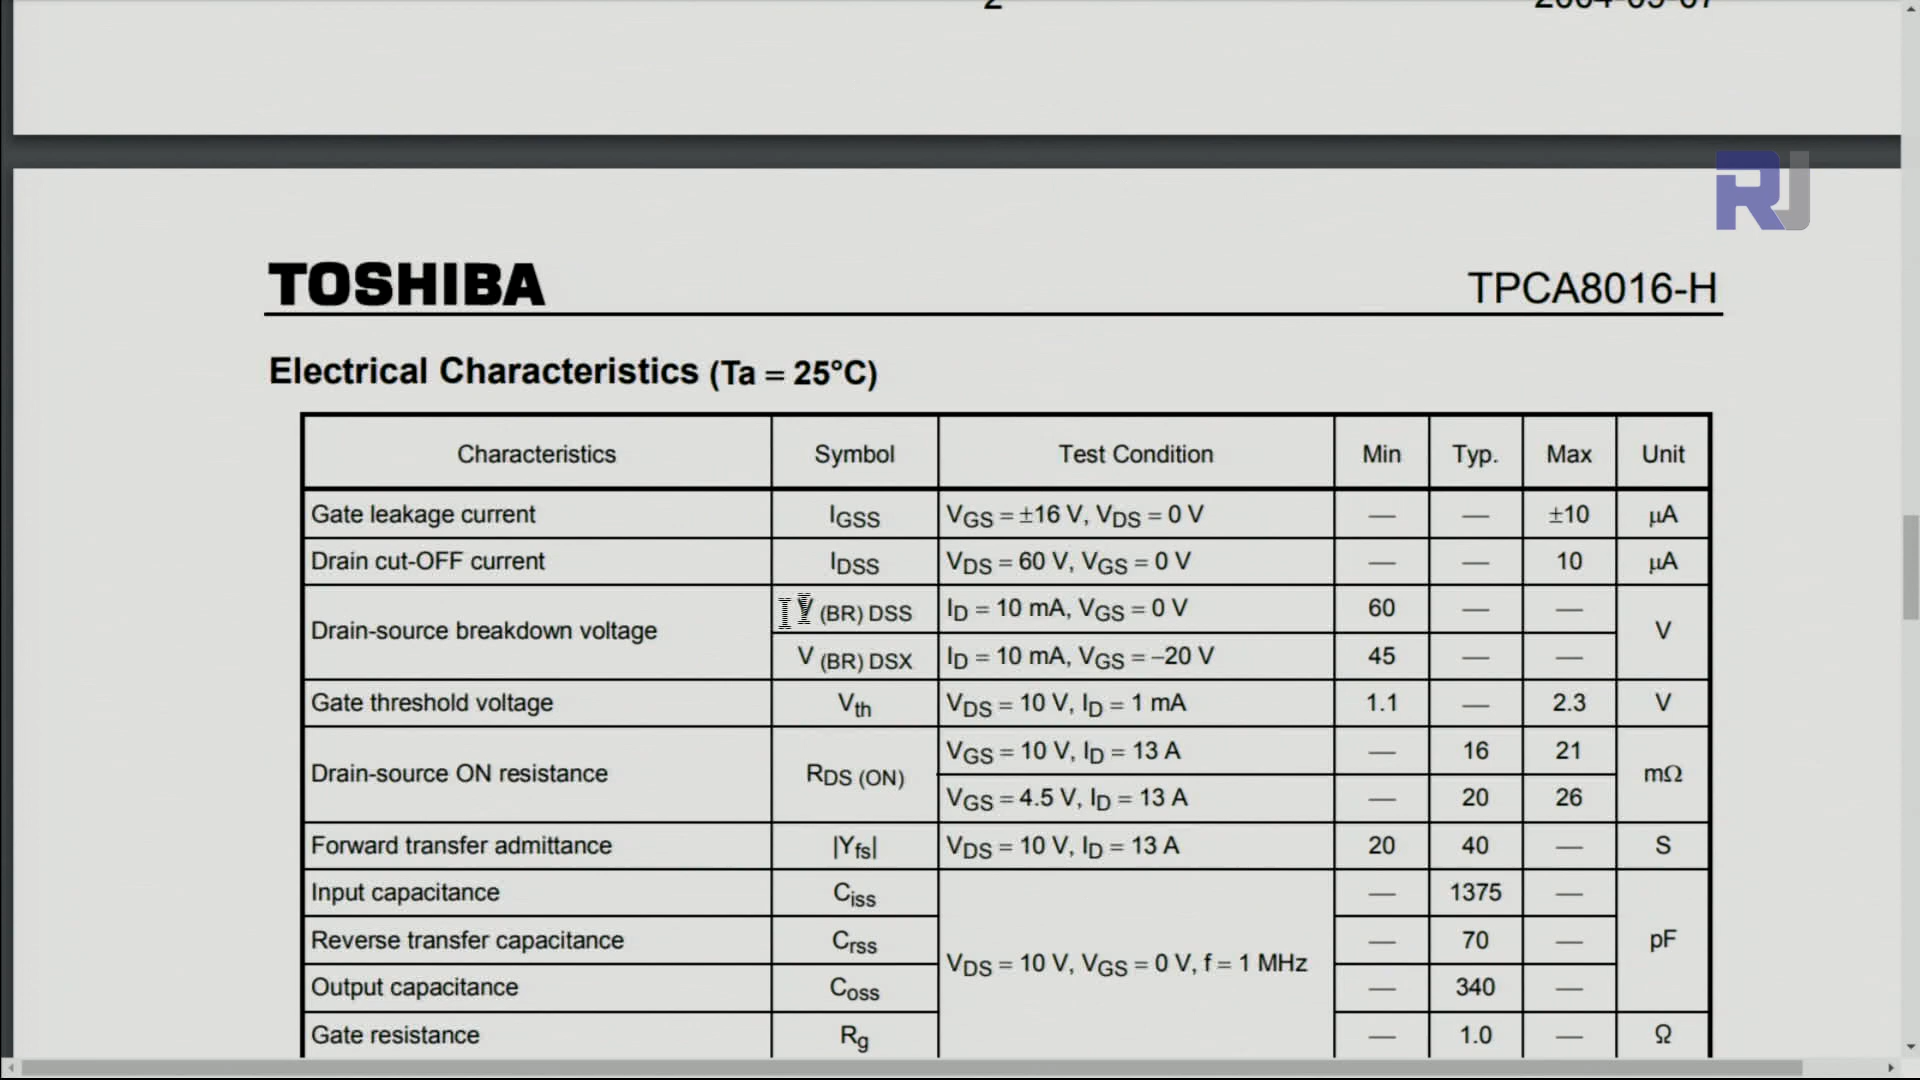 2
RJ
TOSHIBA
TPCA8016-H
Electrical Characteristics (Ta = 25°C)
Characteristics Symbol Test Condition Min Typ. Max Unit
Gate leakage current IGSS VGS = ±16 V, VDS = 0 V — — ±10 μA
Drain cut-OFF current IDSS VDS = 60 V, VGS = 0 V — — 10 μA
Drain-source breakdown voltage V (BR) DSS ID = 10 mA, VGS = 0 V 60 — — V
V (BR) DSX ID = 10 mA, VGS = −20 V 45 — —
Gate threshold voltage Vth VDS = 10 V, ID = 1 mA 1.1 — 2.3 V
Drain-source ON resistance RDS (ON) VGS = 10 V, ID = 13 A — 16 21 mΩ
VGS = 4.5 V, ID = 13 A — 20 26
Forward transfer admittance |Yfs| VDS = 10 V, ID = 13 A 20 40 — S
Input capacitance Ciss VDS = 10 V, VGS = 0 V, f = 1 MHz — 1375 — pF
Reverse transfer capacitance Crss — 70 —
Output capacitance Coss — 340 —
Gate resistance Rg — 1.0 — Ω